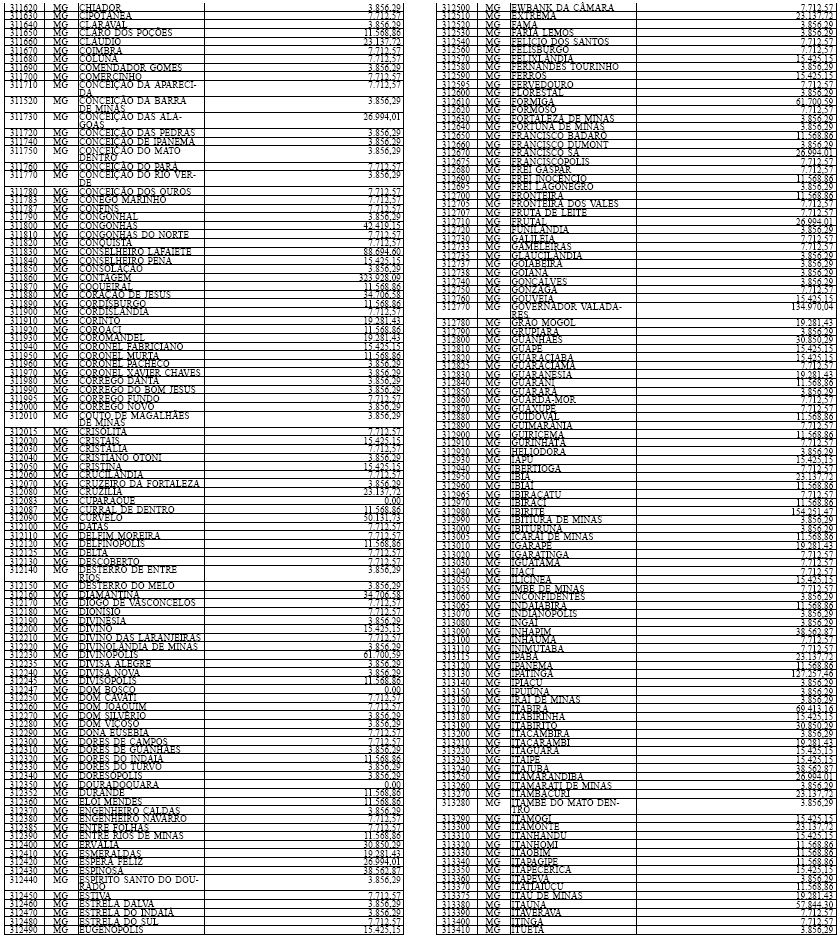 311620 MG CHIADOR 3.856,29
311630 MG CIPOTÂNEA 7.712,57
311640 MG CLARAVAL 3.856,29
311650 MG CLARO DOS POÇÕES 11.568,86
311660 MG CLÁUDIO 23.137,72
311670 MG COIMBRA 7.712,57
311680 MG COLUNA 7.712,57
311690 MG COMENDADOR GOMES 3.856,29
311700 MG COMERCINHO 7.712,57
311710 MG CONCEIÇÃO DA APARECI- 7.712,57
DA
311520 MG CONCEIÇÃO DA BARRA 3.856,29
DE MINAS
311730 MG CONCEIÇÃO DAS ALA- 26.994,01
GOAS
311720 MG CONCEIÇÃO DAS PEDRAS 3.856,29
311740 MG CONCEIÇÃO DE IPANEMA 3.856,29
311750 MG CONCEIÇÃO DO MATO 3.856,29
DENTRO
311760 MG CONCEIÇÃO DO PARÁ 7.712,57
311770 MG CONCEIÇÃO DO RIO VER- 3.856,29
DE
311780 MG CONCEIÇÃO DOS OUROS 7.712,57
311783 MG CÔNEGO MARINHO 7.712,57
311787 MG CONFINS 7.712,57
311790 MG CONGONHAL 3.856,29
311800 MG CONGONHAS 42.419,15
311810 MG CONGONHAS DO NORTE 7.712,57
311820 MG CONQUISTA 7.712,57
311830 MG CONSELHEIRO LAFAIETE 88.694,60
311840 MG CONSELHEIRO PENA 15.425,15
311850 MG CONSOLAÇÃO 3.856,29
311860 MG CONTAGEM 323.928,09
311870 MG COQUEIRAL 11.568,86
311880 MG CORAÇÃO DE JESUS 34.706,58
311890 MG CORDISBURGO 11.568,86
311900 MG CORDISLÂNDIA 7.712,57
311910 MG CORINTO 19.281,43
311920 MG COROACI 11.568,86
311930 MG COROMANDEL 19.281,43
311940 MG CORONEL FABRICIANO 15.425,15
311950 MG CORONEL MURTA 11.568,86
311960 MG CORONEL PACHECO 3.856,29
311970 MG CORONEL XAVIER CHAVES 3.856,29
311980 MG CÓRREGO DANTA 3.856,29
311990 MG CÓRREGO DO BOM JESUS 3.856,29
311995 MG CÓRREGO FUNDO 7.712,57
312000 MG CÓRREGO NOVO 3.856,29
312010 MG COUTO DE MAGALHÃES 3.856,29
DE MINAS
312015 MG CRISÓLITA 7.712,57
312020 MG CRISTAIS 15.425,15
312030 MG CRISTÁLIA 7.712,57
312040 MG CRISTIANO OTONI 3.856,29
312050 MG CRISTINA 15.425,15
312060 MG CRUCILÂNDIA 7.712,57
312070 MG CRUZEIRO DA FORTALEZA 3.856,29
312080 MG CRUZÍLIA 23.137,72
312083 MG CUPARAQUE 0,00
312087 MG CURRAL DE DENTRO 11.568,86
312090 MG CURVELO 50.131,73
312100 MG DATAS 7.712,57
312110 MG DELFIM MOREIRA 7.712,57
312120 MG DELFINÓPOLIS 11.568,86
312125 MG DELTA 7.712,57
312130 MG DESCOBERTO 7.712,57
312140 MG DESTERRO DE ENTRE 3.856,29
RIOS
312150 MG DESTERRO DO MELO 3.856,29
312160 MG DIAMANTINA 34.706,58
312170 MG DIOGO DE VASCONCELOS 7.712,57
312180 MG DIONÍSIO 7.712,57
312190 MG DIVINÉSIA 3.856,29
312200 MG DIVINO 15.425,15
312210 MG DIVINO DAS LARANJEIRAS 7.712,57
312220 MG DIVINOLÂNDIA DE MINAS 3.856,29
312230 MG DIVINÓPOLIS 61.700,59
312235 MG DIVISA ALEGRE 3.856,29
312240 MG DIVISA NOVA 3.856,29
312245 MG DIVISÓPOLIS 11.568,86
312247 MG DOM BOSCO 0,00
312250 MG DOM CAVATI 7.712,57
312260 MG DOM JOAQUIM 7.712,57
312270 MG DOM SILVÉRIO 3.856,29
312280 MG DOM VIÇOSO 3.856,29
312290 MG DONA EUSÉBIA 7.712,57
312300 MG DORES DE CAMPOS 7.712,57
312310 MG DORES DE GUANHÃES 3.856,29
312320 MG DORES DO INDAIÁ 11.568,86
312330 MG DORES DO TURVO 3.856,29
312340 MG DORESÓPOLIS 3.856,29
312350 MG DOURADOQUARA 0,00
312352 MG DURANDÉ 11.568,86
312360 MG ELÓI MENDES 11.568,86
312370 MG ENGENHEIRO CALDAS 3.856,29
312380 MG ENGENHEIRO NAVARRO 7.712,57
312385 MG ENTRE FOLHAS 7.712,57
312390 MG ENTRE RIOS DE MINAS 11.568,86
312400 MG ERVÁLIA 30.850,29
312410 MG ESMERALDAS 19.281,43
312420 MG ESPERA FELIZ 26.994,01
312430 MG ESPINOSA 38.562,87
312440 MG ESPÍRITO SANTO DO DOU- 3.856,29
RADO
312450 MG ESTIVA 7.712,57
312460 MG ESTRELA DALVA 3.856,29
312470 MG ESTRELA DO INDAIÁ 3.856,29
312480 MG ESTRELA DO SUL 7.712,57
312490 MG EUGENÓPOLIS 15.425,15
312500 MG EWBANK DA CÂMARA 7.712,57
312510 MG EXTREMA 23.137,72
312520 MG FAMA 3.856,29
312530 MG FARIA LEMOS 3.856,29
312540 MG FELÍCIO DOS SANTOS 7.712,57
312560 MG FELISBURGO 7.712,57
312570 MG FELIXLÂNDIA 15.425,15
312580 MG FERNANDES TOURINHO 3.856,29
312590 MG FERROS 15.425,15
312595 MG FERVEDOURO 7.712,57
312600 MG FLORESTAL 3.856,29
312610 MG FORMIGA 61.700,59
312620 MG FORMOSO 7.712,57
312630 MG FORTALEZA DE MINAS 3.856,29
312640 MG FORTUNA DE MINAS 3.856,29
312650 MG FRANCISCO BADARÓ 11.568,86
312660 MG FRANCISCO DUMONT 3.856,29
312670 MG FRANCISCO SÁ 26.994,01
312675 MG FRANCISCÓPOLIS 7.712,57
312680 MG FREI GASPAR 7.712,57
312690 MG FREI INOCÊNCIO 11.568,86
312695 MG FREI LAGONEGRO 3.856,29
312700 MG FRONTEIRA 11.568,86
312705 MG FRONTEIRA DOS VALES 7.712,57
312707 MG FRUTA DE LEITE 7.712,57
312710 MG FRUTAL 26.994,01
312720 MG FUNILÂNDIA 3.856,29
312730 MG GALILÉIA 7.712,57
312733 MG GAMELEIRAS 7.712,57
312735 MG GLAUCILÂNDIA 3.856,29
312737 MG GOIABEIRA 3.856,29
312738 MG GOIANÁ 3.856,29
312740 MG GONÇALVES 3.856,29
312750 MG GONZAGA 7.712,57
312760 MG GOUVEIA 15.425,15
312770 MG GOVERNADOR VALADA- 134.970,04
RES
312780 MG GRÃO MOGOL 19.281,43
312790 MG GRUPIARA 3.856,29
312800 MG GUANHÃES 30.850,29
312810 MG GUAPÉ 15.425,15
312820 MG GUARACIABA 15.425,15
312825 MG GUARACIAMA 7.712,57
312830 MG GUARANÉSIA 19.281,43
312840 MG GUARANI 11.568,86
312850 MG GUARARÁ 3.856,29
312860 MG GUARDA-MOR 7.712,57
312870 MG GUAXUPÉ 7.712,57
312880 MG GUIDOVAL 11.568,86
312890 MG GUIMARÂNIA 7.712,57
312900 MG GUIRICEMA 11.568,86
312910 MG GURINHATÃ 7.712,57
312920 MG HELIODORA 3.856,29
312930 MG IAPU 15.425,15
312940 MG IBERTIOGA 7.712,57
312950 MG IBIÁ 23.137,72
312960 MG IBIAÍ 11.568,86
312965 MG IBIRACATU 7.712,57
312970 MG IBIRACI 11.568,86
312980 MG IBIRITÉ 154.251,47
312990 MG IBITIÚRA DE MINAS 3.856,29
313000 MG IBITURUNA 3.856,29
313005 MG ICARAÍ DE MINAS 11.568,86
313010 MG IGARAPÉ 19.281,43
313020 MG IGARATINGA 7.712,57
313030 MG IGUATAMA 7.712,57
313040 MG IJACI 7.712,57
313050 MG ILICÍNEA 15.425,15
313055 MG IMBÉ DE MINAS 7.712,57
313060 MG INCONFIDENTES 3.856,29
313065 MG INDAIABIRA 11.568,86
313070 MG INDIANÓPOLIS 3.856,29
313080 MG INGAÍ 3.856,29
313090 MG INHAPIM 38.562,87
313100 MG INHAÚMA 7.712,57
313110 MG INIMUTABA 7.712,57
313115 MG IPABA 23.137,72
313120 MG IPANEMA 11.568,86
313130 MG IPATINGA 127.257,46
313140 MG IPIAÇU 3.856,29
313150 MG IPUIÚNA 3.856,29
313160 MG IRAÍ DE MINAS 3.856,29
313170 MG ITABIRA 69.413,16
313180 MG ITABIRINHA 15.425,15
313190 MG ITABIRITO 30.850,29
313200 MG ITACAMBIRA 3.856,29
313210 MG ITACARAMBI 19.281,43
313220 MG ITAGUARA 15.425,15
313230 MG ITAIPÉ 15.425,15
313240 MG ITAJUBÁ 38.562,87
313250 MG ITAMARANDIBA 26.994,01
313260 MG ITAMARATI DE MINAS 3.856,29
313270 MG ITAMBACURI 23.137,72
313280 MG ITAMBÉ DO MATO DEN- 3.856,29
TRO
313290 MG ITAMOGI 15.425,15
313300 MG ITAMONTE 23.137,72
313310 MG ITANHANDU 15.425,15
313320 MG ITANHOMI 11.568,86
313330 MG ITAOBIM 11.568,86
313340 MG ITAPAGIPE 11.568,86
313350 MG ITAPECERICA 15.425,15
313360 MG ITAPEVA 3.856,29
313370 MG ITATIAIUÇU 11.568,86
313375 MG ITAÚ DE MINAS 19.281,43
313380 MG ITAÚNA 57.844,30
313390 MG ITAVERAVA 7.712,57
313400 MG ITINGA 7.712,57
313410 MG ITUETA 3.856,29